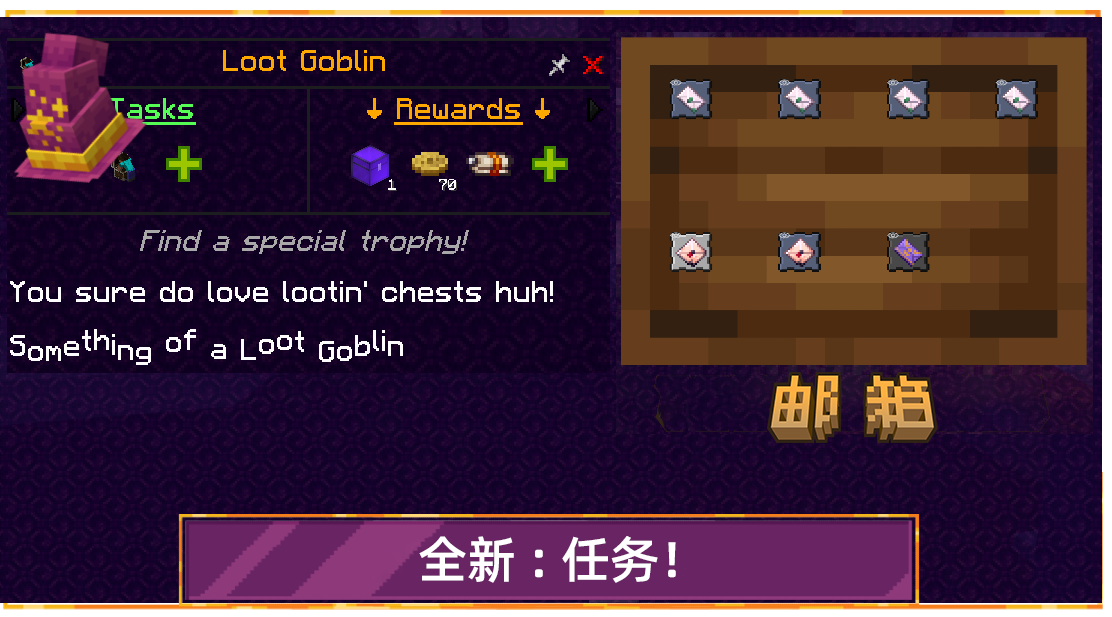 Loot Goblin
Tasks
Rewards
1
70
Find a special trophy!
You sure do love lootin' chests huh!
Something of a Loot Goblin
邮箱
全新：任务！